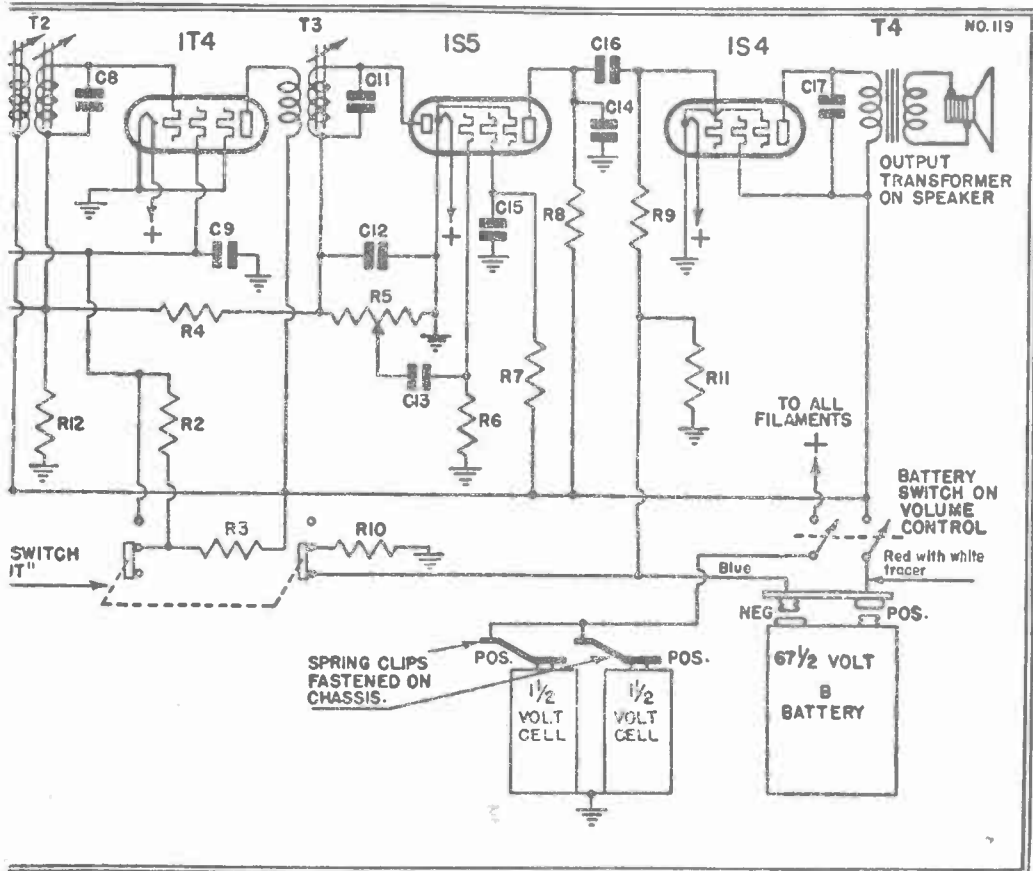 T2
1T4
T3
1S5
C16
1S4
T4
NO. 119
C8
C11
C14
C17
OUTPUT
TRANSFORMER
ON SPEAKER
+
C9
C12
+
C15
R8
R9
+
R4
R5
C13
R7
R11
R12
R2
R6
TO ALL
FILAMENTS
+
BATTERY
SWITCH ON
VOLUME
CONTROL
R3
R10
SWITCH
IT"
Red with white
tracer
Blue
NEG
POS.
SPRING CLIPS
FASTENED ON
CHASSIS.
POS.
POS.
1½
VOLT
CELL
1½
VOLT
CELL
67½ VOLT
B
BATTERY